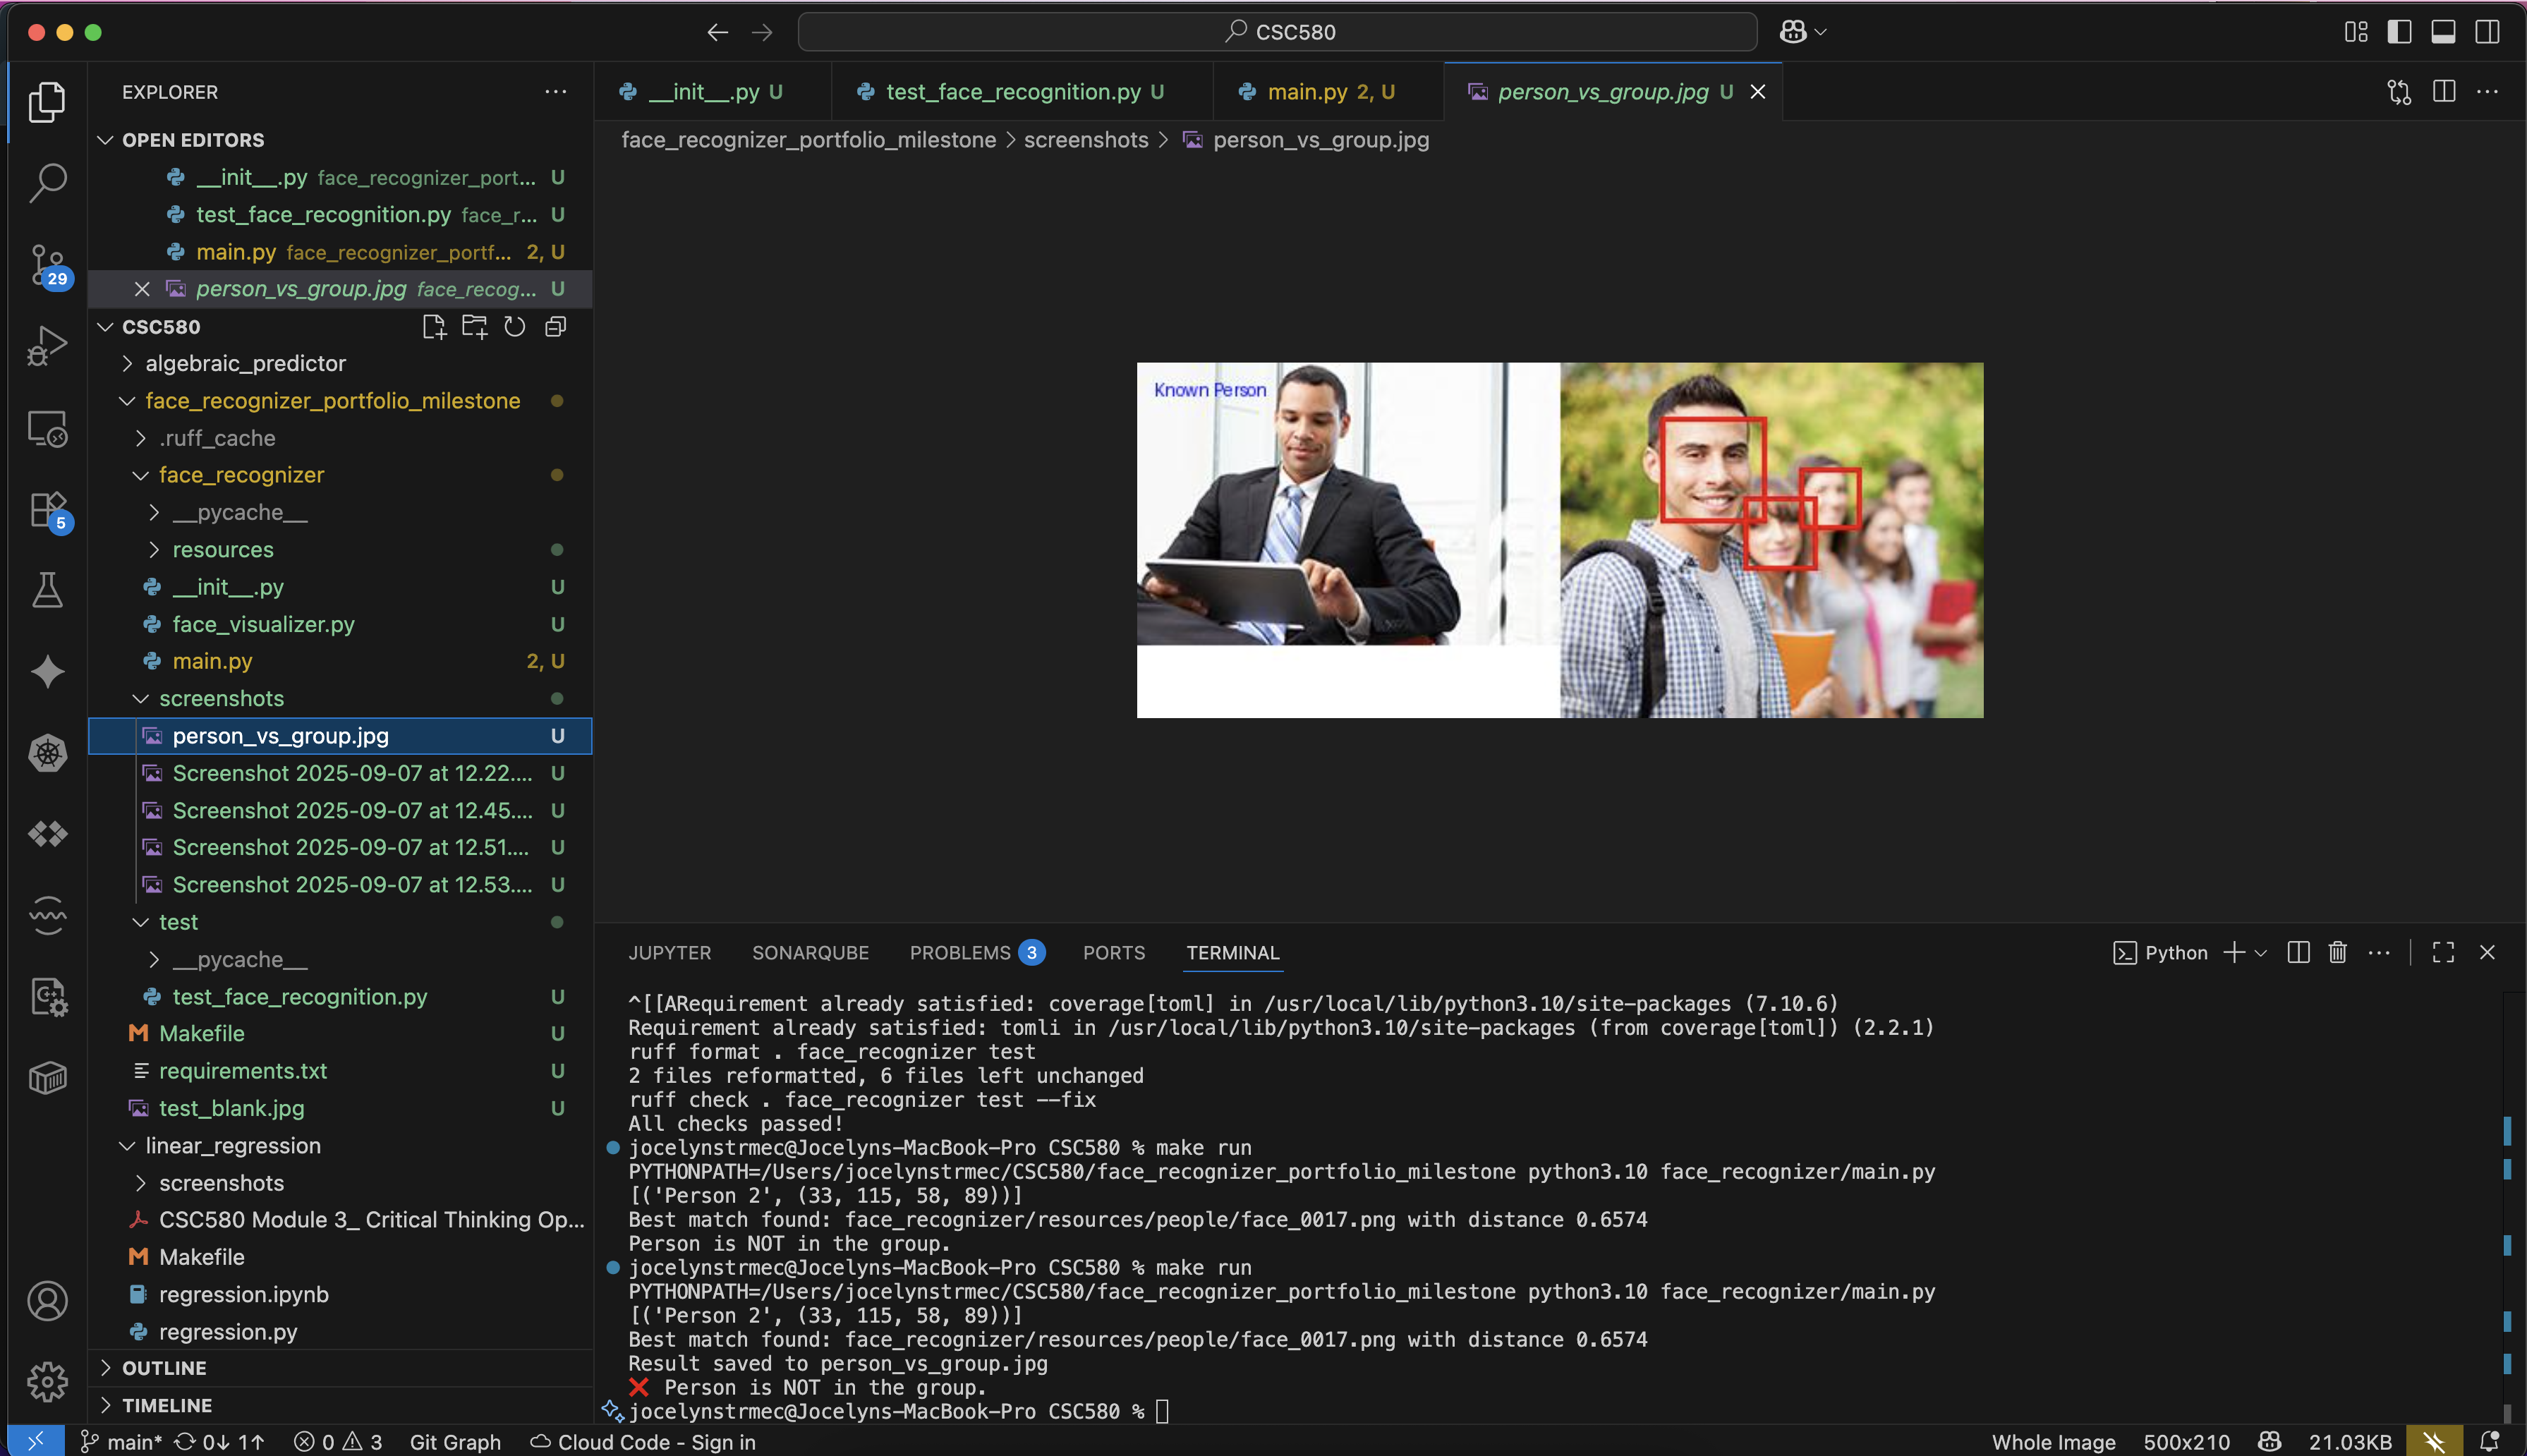 CSC580
EXPLORER
OPEN EDITORS
__init__.py face_recognizer_port... U
test_face_recognition.py face_r... U
main.py face_recognizer_portf... 2, U
person_vs_group.jpg face_recog... U
CSC580
algebraic_predictor
face_recognizer_portfolio_milestone
.ruff_cache
face_recognizer
__pycache__
resources
__init__.py U
face_visualizer.py U
main.py 2, U
screenshots
person_vs_group.jpg U
Screenshot 2025-09-07 at 12.22.... U
Screenshot 2025-09-07 at 12.45.... U
Screenshot 2025-09-07 at 12.51.... U
Screenshot 2025-09-07 at 12.53.... U
test
__pycache__
test_face_recognition.py U
Makefile U
requirements.txt U
test_blank.jpg U
linear_regression
screenshots
CSC580 Module 3_ Critical Thinking Op...
Makefile
regression.ipynb
regression.py
OUTLINE
TIMELINE
29
5
__init__.py U test_face_recognition.py U main.py 2, U person_vs_group.jpg U
face_recognizer_portfolio_milestone > screenshots > person_vs_group.jpg
Known Person
JUPYTER SONARQUBE PROBLEMS 3 PORTS TERMINAL Python
^[[ARequirement already satisfied: coverage[toml] in /usr/local/lib/python3.10/site-packages (7.10.6)
Requirement already satisfied: tomli in /usr/local/lib/python3.10/site-packages (from coverage[toml]) (2.2.1)
ruff format . face_recognizer test
2 files reformatted, 6 files left unchanged
ruff check . face_recognizer test --fix
All checks passed!
jocelynstrmec@Jocelyns-MacBook-Pro CSC580 % make run
PYTHONPATH=/Users/jocelynstrmec/CSC580/face_recognizer_portfolio_milestone python3.10 face_recognizer/main.py
[('Person 2', (33, 115, 58, 89))]
Best match found: face_recognizer/resources/people/face_0017.png with distance 0.6574
Person is NOT in the group.
jocelynstrmec@Jocelyns-MacBook-Pro CSC580 % make run
PYTHONPATH=/Users/jocelynstrmec/CSC580/face_recognizer_portfolio_milestone python3.10 face_recognizer/main.py
[('Person 2', (33, 115, 58, 89))]
Best match found: face_recognizer/resources/people/face_0017.png with distance 0.6574
Result saved to person_vs_group.jpg
❌ Person is NOT in the group.
jocelynstrmec@Jocelyns-MacBook-Pro CSC580 %
main* 0↓ 1↑ 0 3 Git Graph Cloud Code - Sign in Whole Image 500x210 21.03KB